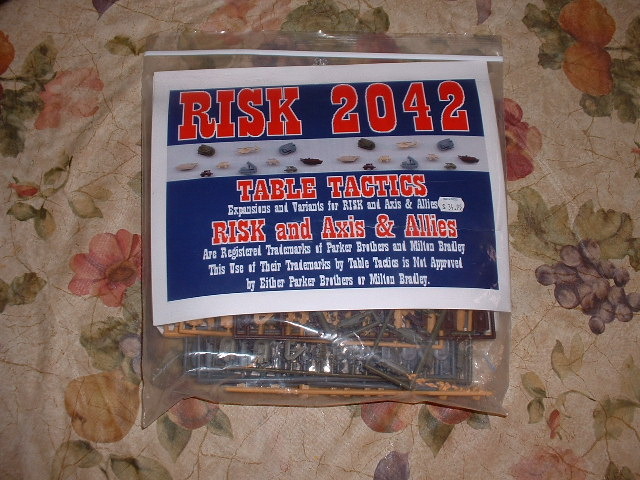 RISK 2042
TABLE TACTICS
Expansions and Variants for RISK and Axis & Allies
RISK and Axis & Allies
Are Registered Trademarks of Parker Brothers and Milton Bradley
This Use of Their Trademarks by Table Tactics is Not Approved
by Either Parker Brothers or Milton Bradley.